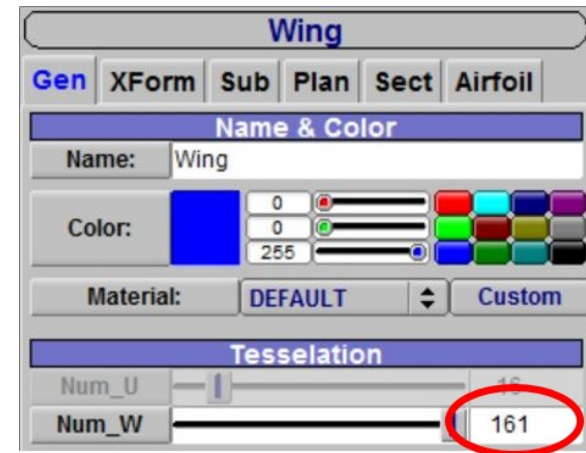 Wing
Gen XForm Sub Plan Sect Airfoil
Name & Color
Name: Wing
Color: 0
0
255
Material: DEFAULT Custom
Tesselation
Num_U 16
Num_W 161